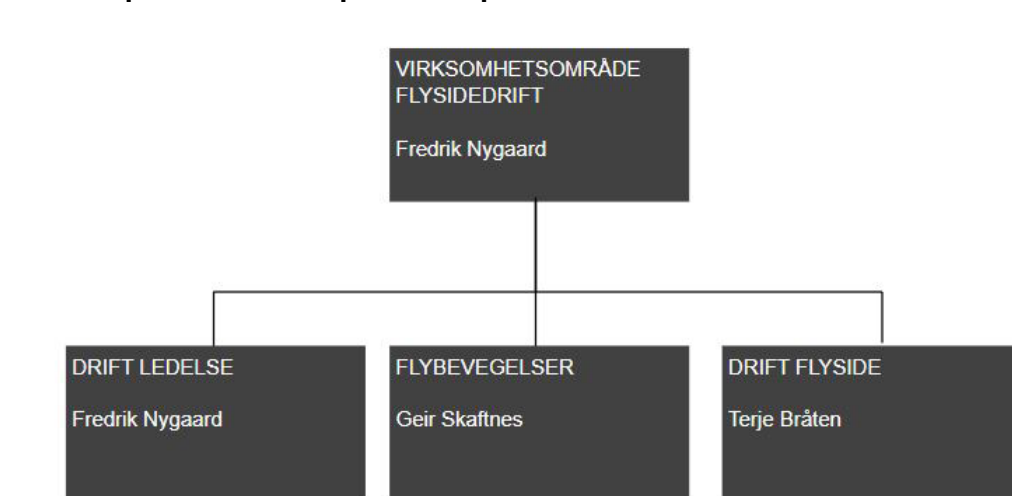 VIRKSOMHETSOMRÅDE
FLYSIDEDRIFT
Fredrik Nygaard
DRIFT LEDELSE
Fredrik Nygaard
FLYBEVEGELSER
Geir Skaftnes
DRIFT FLYSIDE
Terje Bråten